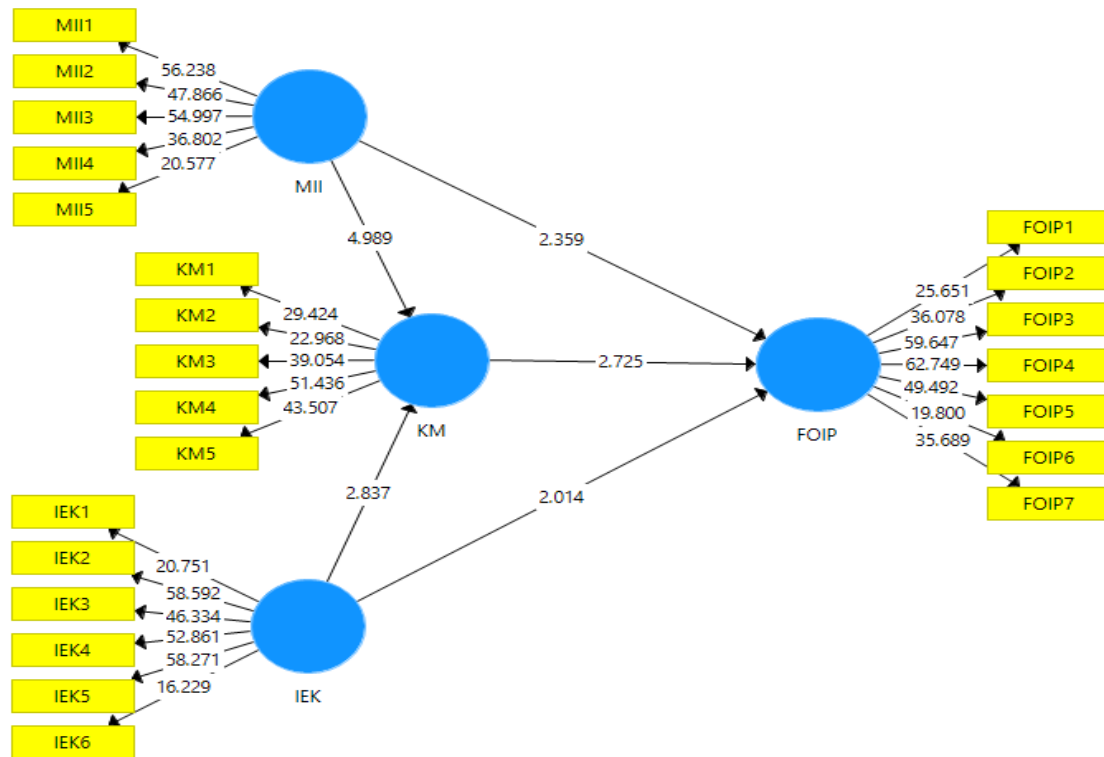 MII1
MII2
MII3
MII4
MII5
56.238
47.866
54.997
36.802
20.577
MII
4.989
2.359
KM1
KM2
KM3
KM4
KM5
29.424
22.968
39.054
51.436
43.507
KM
2.725
FOIP
FOIP1
FOIP2
FOIP3
FOIP4
FOIP5
FOIP6
FOIP7
25.651
36.078
59.647
62.749
49.492
19.800
35.689
2.837
2.014
IEK1
IEK2
IEK3
IEK4
IEK5
IEK6
20.751
58.592
46.334
52.861
58.271
16.229
IEK